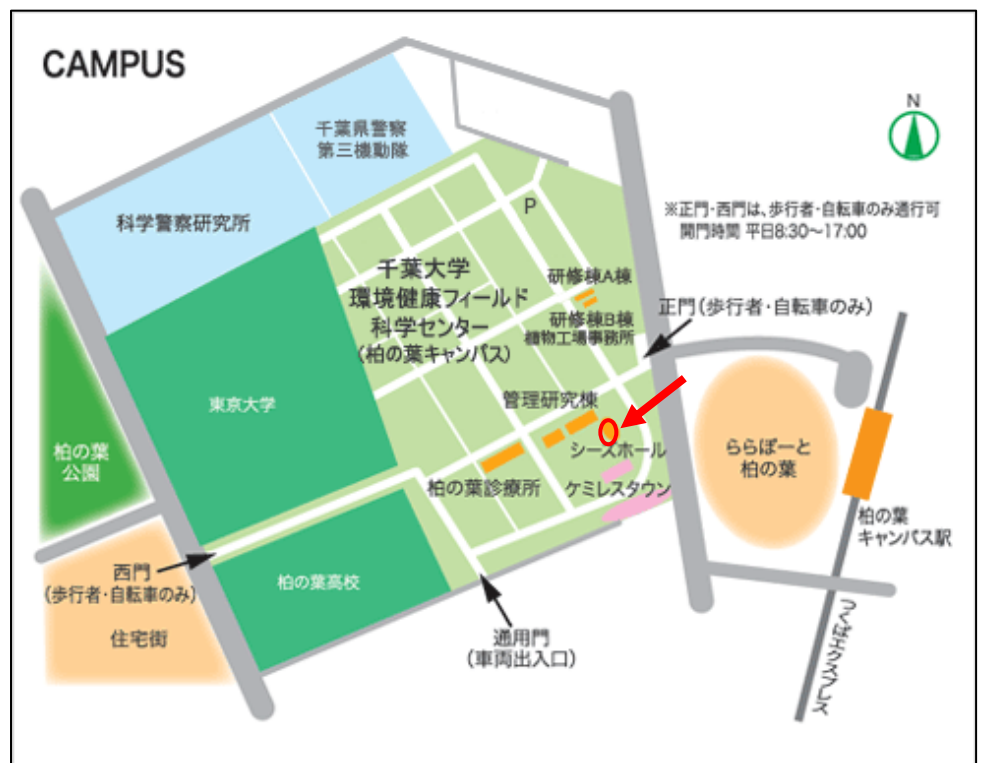 CAMPUS
N
千葉県警察
第三機動隊
科学警察研究所
P
※正門・西門は、歩行者・自転車のみ通行可
開門時間 平日8:30～17:00
千葉大学
環境健康フィールド
科学センター
(柏の葉キャンパス)
研修棟A棟
研修棟B棟
植物工場事務所
正門(歩行者・自転車のみ)
東京大学
管理研究棟
柏の葉
公園
シーズホール
柏の葉診療所
ケミレスタウン
ららぽーと
柏の葉
柏の葉
キャンパス駅
西門
(歩行者・自転車のみ)
柏の葉高校
住宅街
通用門
(車両出入口)
つくばエクスプレス